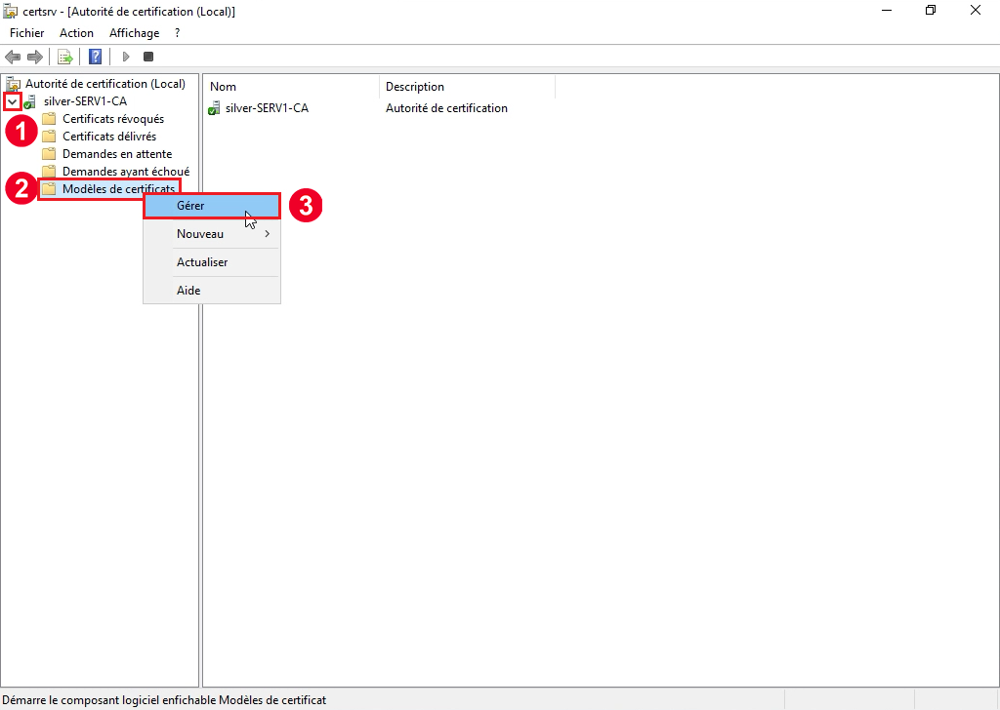 certsrv - [Autorité de certification (Local)]
Fichier Action Affichage ?
Autorité de certification (Local)
silver-SERV1-CA
Certificats révoqués
1
Certificats délivrés
Demandes en attente
Demandes ayant échoué
2
Modèles de certificats
Nom Description
silver-SERV1-CA Autorité de certification
Gérer
3
Nouveau
Actualiser
Aide
Démarre le composant logiciel enfichable Modèles de certificat